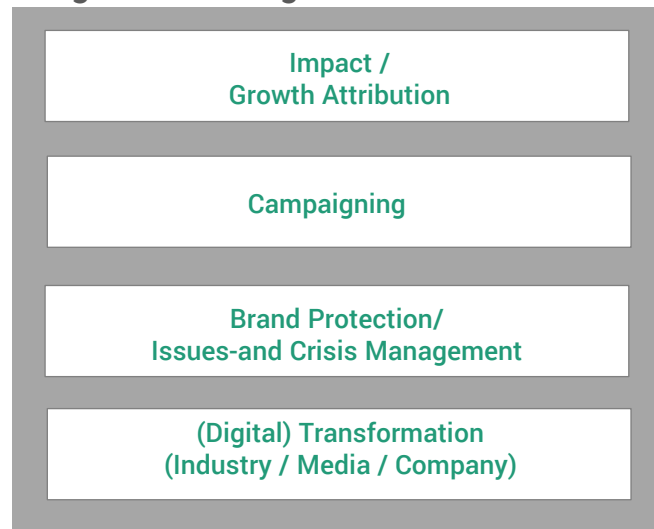 Impact /
Growth Attribution
Campaigning
Brand Protection/
Issues-and Crisis Management
(Digital) Transformation
(Industry / Media / Company)